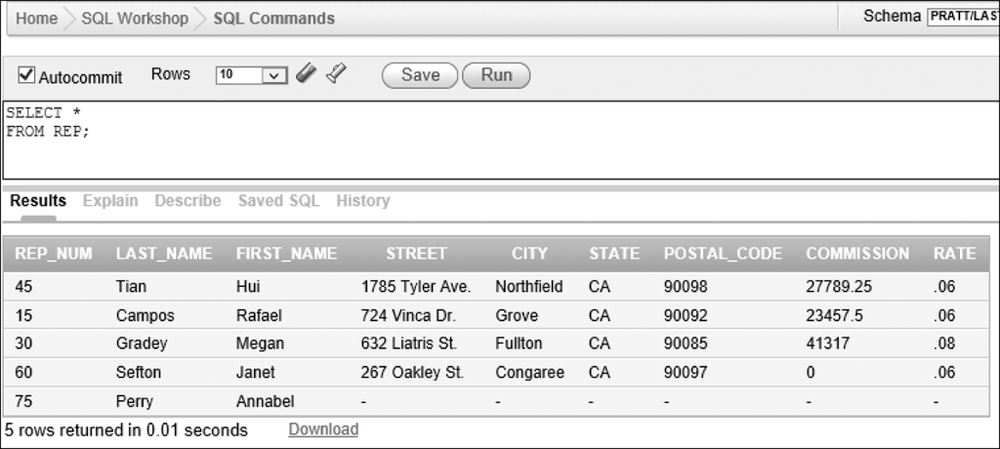 Home SQL Workshop SQL Commands Schema PRATT/LAS
Autocommit Rows 10 Save Run
SELECT *
FROM REP;
Results Explain Describe Saved SQL History
REP_NUM LAST_NAME FIRST_NAME STREET CITY STATE POSTAL_CODE COMMISSION RATE
45 Tian Hui 1785 Tyler Ave. Northfield CA 90098 27789.25 .06
15 Campos Rafael 724 Vinca Dr. Grove CA 90092 23457.5 .06
30 Gradey Megan 632 Liatris St. Fullton CA 90085 41317 .08
60 Sefton Janet 267 Oakley St. Congaree CA 90097 0 .06
75 Perry Annabel - - - - - -
5 rows returned in 0.01 seconds Download